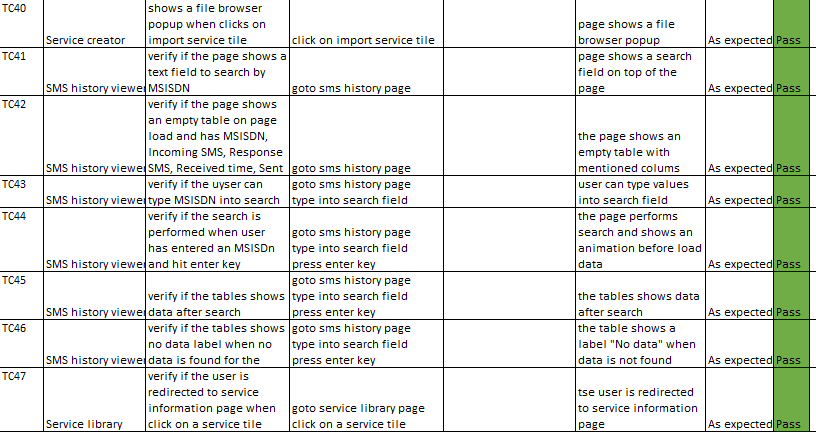 TC40
Service creator
shows a file browser
popup when clicks on
import service tile
click on import service tile
page shows a file
browser popup
As expected
Pass
TC41
SMS history viewer
verify if the page shows a
text field to search by
MSISDN
goto sms history page
page shows a search
field on top of the
page
As expected
Pass
TC42
SMS history viewer
verify if the page shows
an empty table on page
load and has MSISDN,
Incoming SMS, Response
SMS, Received time, Sent
goto sms history page
the page shows an
empty table with
mentioned colums
As expected
Pass
TC43
SMS history viewer
verify if the uyser can
type MSISDN into search
goto sms history page
type into search field
user can type values
into search field
As expected
Pass
TC44
SMS history viewer
verify if the search is
performed when user
has entered an MSISDn
and hit enter key
goto sms history page
type into search field
press enter key
the page performs
search and shows an
animation before load
data
As expected
Pass
TC45
SMS history viewer
verify if the tables shows
data after search
goto sms history page
type into search field
press enter key
the tables shows data
after search
As expected
Pass
TC46
SMS history viewer
verify if the tables shows
no data label when no
data is found for the
goto sms history page
type into search field
press enter key
the table shows a
label "No data" when
data is not found
As expected
Pass
TC47
Service library
verify if the user is
redirected to service
information page when
click on a service tile
goto service library page
click on a service tile
tse user is redirected
to service information
page
As expected
Pass